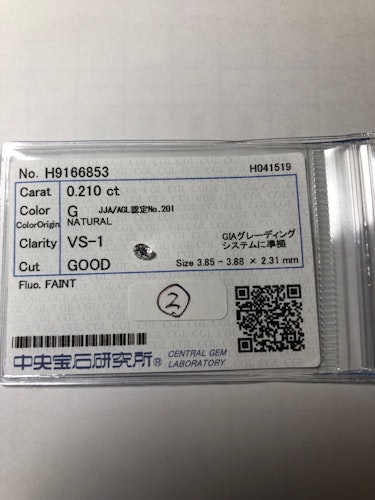 No. H9166853 H041519
Carat 0.210 ct
Color G JJA/AGL認定No.201
ColorOrigin NATURAL
Clarity VS-1 GIAグレーディング
システムに準拠
Cut GOOD Size 3.85 - 3.88 × 2.31 mm
Fluo. FAINT
2
中央宝石研究所® CENTRAL GEM
LABORATORY